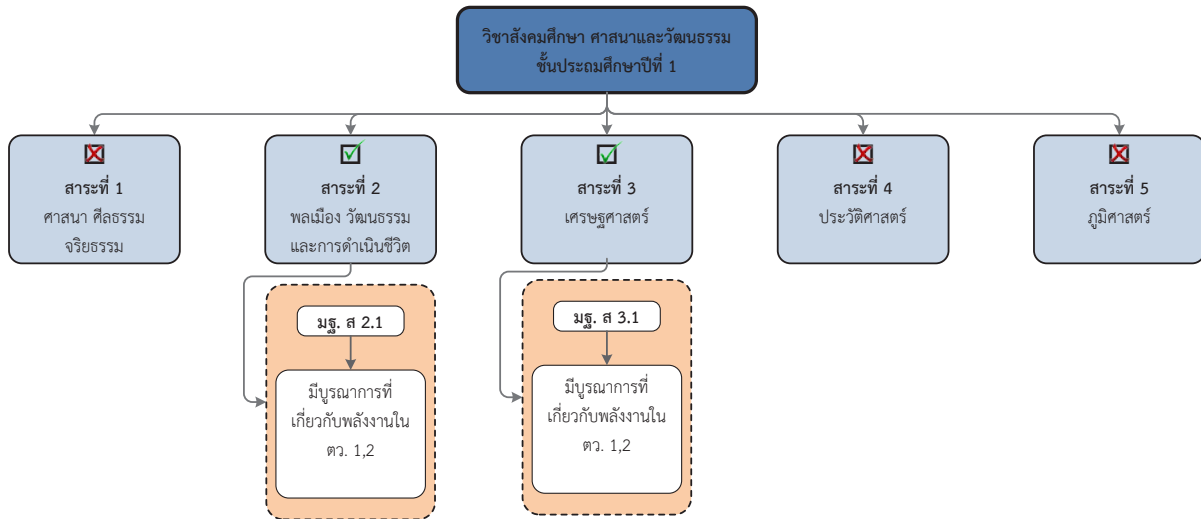 วิชาสังคมศึกษา ศาสนาและวัฒนธรรม
ชั้นประถมศึกษาปีที่ 1
สาระที่ 1
ศาสนา ศีลธรรม
จริยธรรม
สาระที่ 2
พลเมือง วัฒนธรรม
และการดำเนินชีวิต
สาระที่ 3
เศรษฐศาสตร์
สาระที่ 4
ประวัติศาสตร์
สาระที่ 5
ภูมิศาสตร์
มฐ. ส 2.1
มีบูรณาการที่
เกี่ยวกับพลังงานใน
ตว. 1,2
มฐ. ส 3.1
มีบูรณาการที่
เกี่ยวกับพลังงานใน
ตว. 1,2